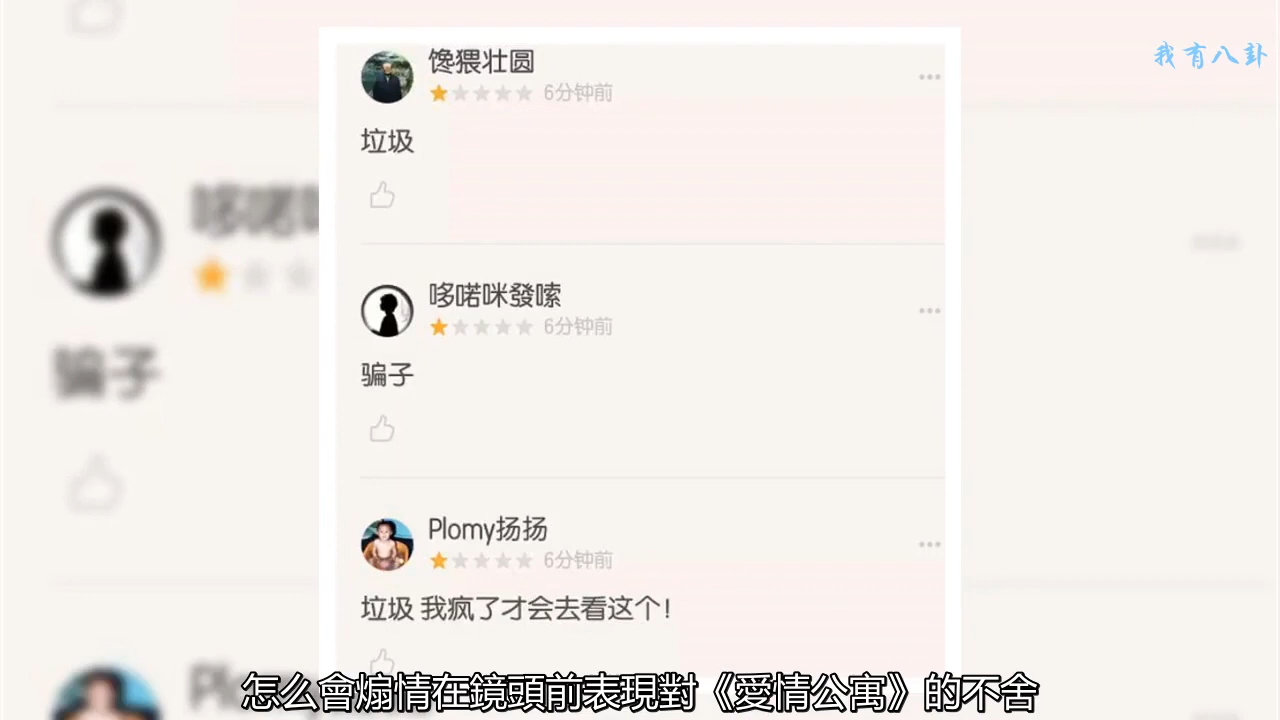 我有八卦
馋猥壮圆
6分钟前
垃圾
哆啱咪發嗦
6分钟前
骗子
Plomy扬扬
6分钟前
垃圾 我疯了才会去看这个!
骗子
怎么會煽情在鏡頭前表現對《愛情公寓》的不舍